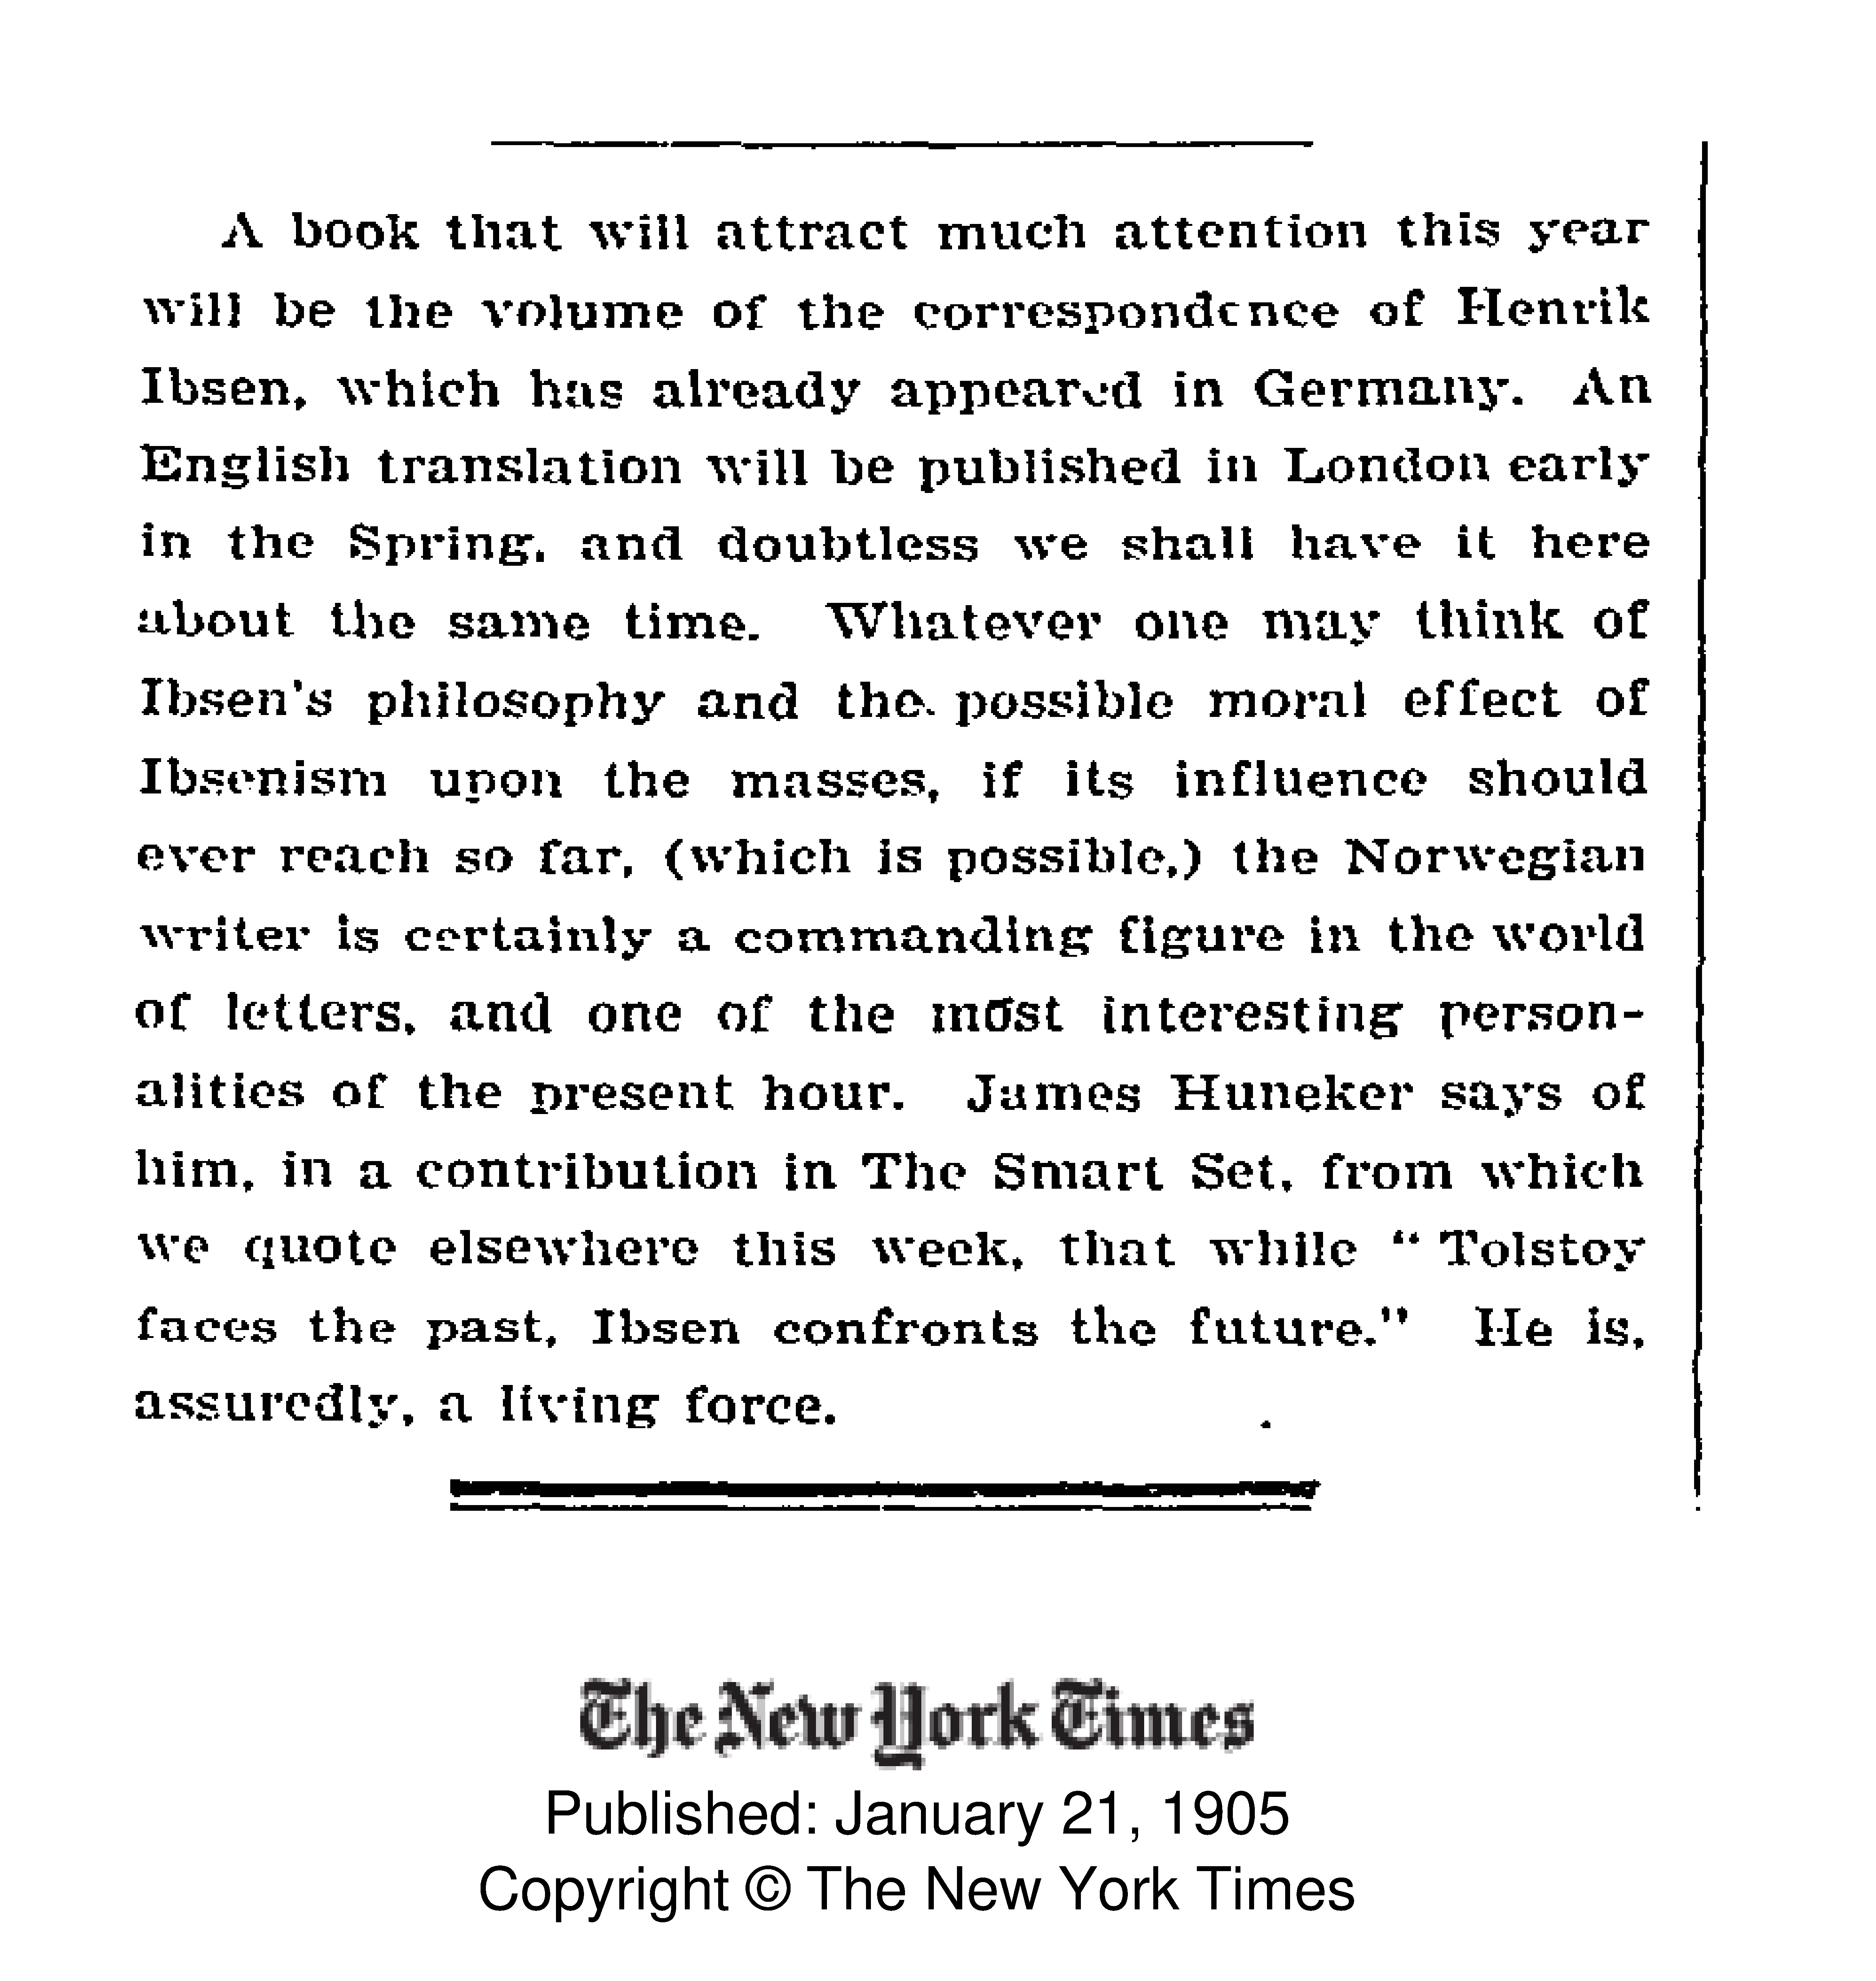 A book that will attract much attention this year
will be the volume of the correspondence of Henrik
Ibsen, which has already appeared in Germany. An
English translation will be published in London early
in the Spring, and doubtless we shall have it here
about the same time. Whatever one may think of
Ibsen's philosophy and the possible moral effect of
Ibsenism upon the masses, if its influence should
ever reach so far, (which is possible,) the Norwegian
writer is certainly a commanding figure in the world
of letters, and one of the most interesting person-
alities of the present hour. James Huneker says of
him, in a contribution in The Smart Set, from which
we quote elsewhere this week, that while “Tolstoy
faces the past, Ibsen confronts the future.” He is,
assuredly, a living force.
The New York Times
Published: January 21, 1905
Copyright © The New York Times